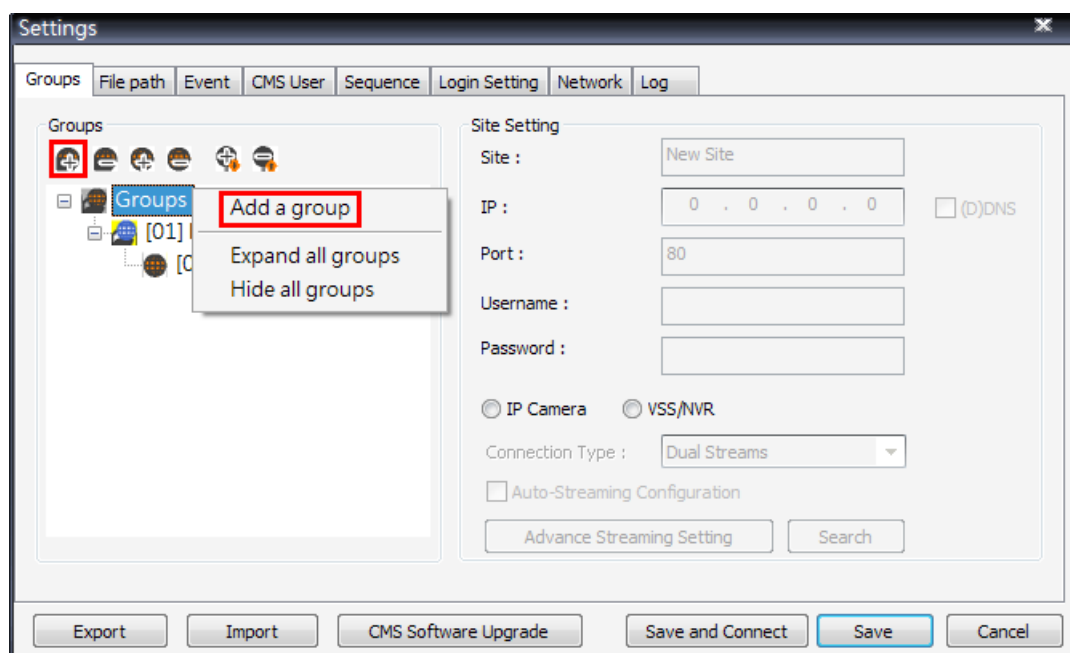 Settings
Groups File path Event CMS User Sequence Login Setting Network Log
Groups
Groups
[01]
Add a group
Expand all groups
Hide all groups
Site Setting
Site : New Site
IP : 0 . 0 . 0 . 0 (D)DNS
Port : 80
Username :
Password :
IP Camera VSS/NVR
Connection Type : Dual Streams
Auto-Streaming Configuration
Advance Streaming Setting Search
Export Import CMS Software Upgrade Save and Connect Save Cancel